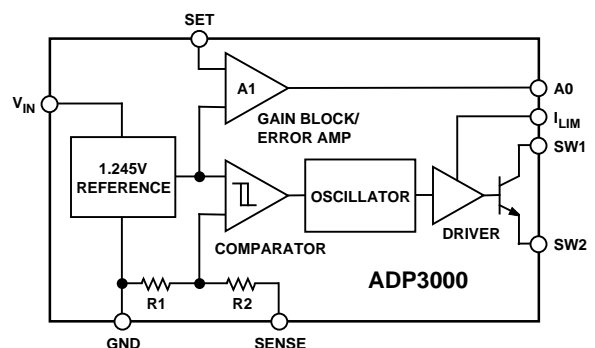 SET
A1
A0
V_IN
GAIN BLOCK/
ERROR AMP
I_LIM
1.245V
REFERENCE
SW1
OSCILLATOR
DRIVER
COMPARATOR
SW2
R1
R2
ADP3000
GND
SENSE